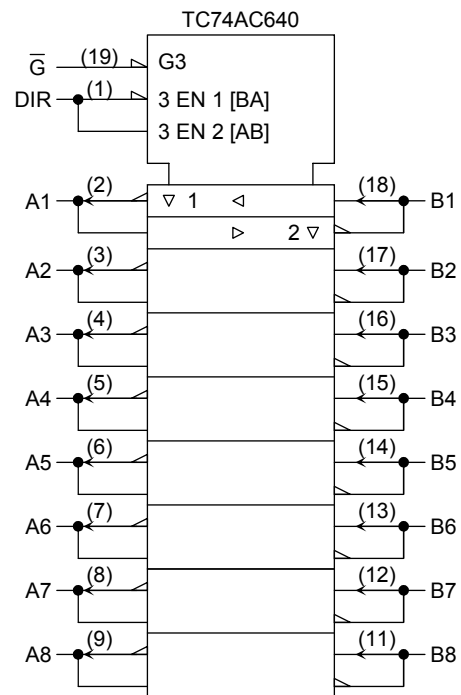 TC74AC640
G̅ (19) G3
DIR (1) 3 EN 1 [BA]
3 EN 2 [AB]
A1 (2) ▽ 1 ◁ (18) B1
▷ 2 ▽
A2 (3) (17) B2
A3 (4) (16) B3
A4 (5) (15) B4
A5 (6) (14) B5
A6 (7) (13) B6
A7 (8) (12) B7
A8 (9) (11) B8